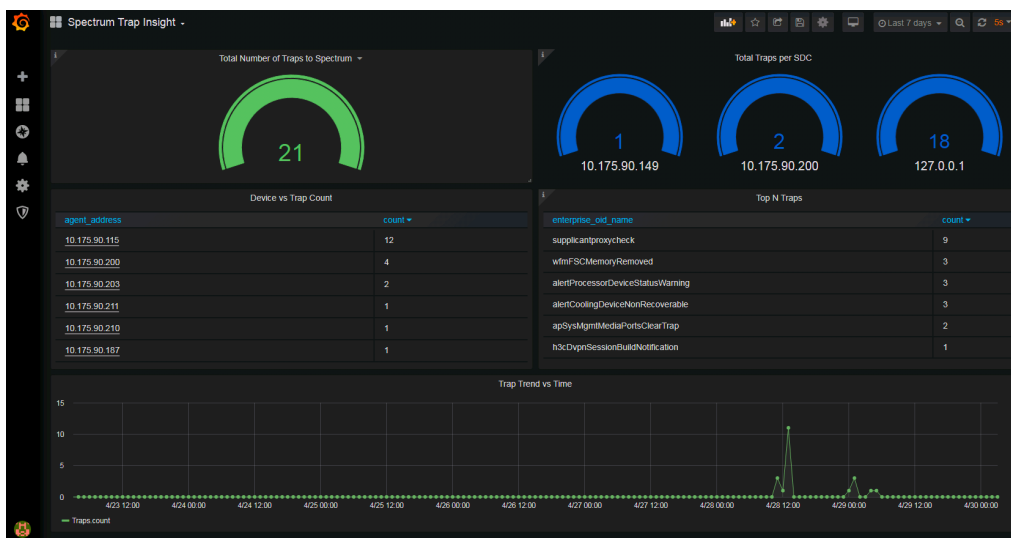 Spectrum Trap Insight
Last 7 days 5s
Total Number of Traps to Spectrum
21
Total Traps per SDC
1 2 18
10.175.90.149 10.175.90.200 127.0.0.1
Device vs Trap Count
agent_address count
10.175.90.115 12
10.175.90.200 4
10.175.90.203 2
10.175.90.211 1
10.175.90.210 1
10.175.90.187 1
Top N Traps
enterprise_oid_name count
supplicantproxycheck 9
wfmFSCMemoryRemoved 3
alertProcessorDeviceStatusWarning 3
alertCoolingDeviceNonRecoverable 3
apSysMgmtMediaPortsClearTrap 2
h3cDvpnSessionBuildNotification 1
Trap Trend vs Time
15
10
5
0
4/23 12:00 4/24 00:00 4/24 12:00 4/25 00:00 4/25 12:00 4/26 00:00 4/26 12:00 4/27 00:00 4/27 12:00 4/28 00:00 4/28 12:00 4/29 00:00 4/29 12:00 4/30 00:00
Traps.count